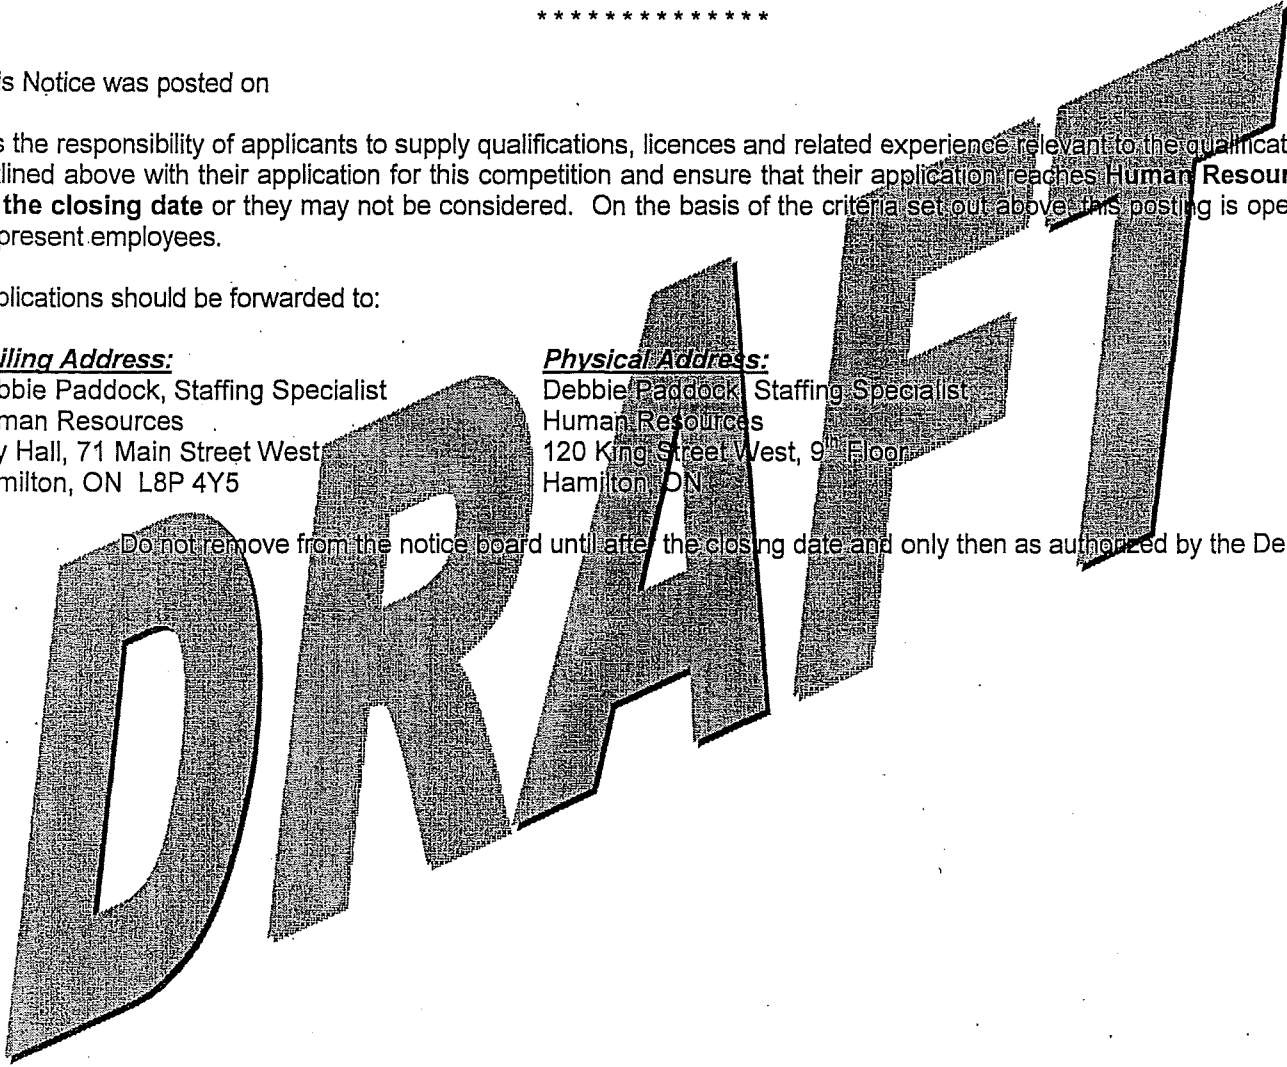 * * * * * * * * * * * * * *
s Notice was posted on
s the responsibility of applicants to supply qualifications, licences and related experience relevant to the qualificat
lined above with their application for this competition and ensure that their application reaches Human Resour
the closing date or they may not be considered. On the basis of the criteria set out above, this posting is ope
present employees.
plications should be forwarded to:
iling Address:
bbie Paddock, Staffing Specialist
man Resources
y Hall, 71 Main Street West
milton, ON L8P 4Y5
Physical Address:
Debbie Paddock, Staffing Specialist
Human Resources
120 King Street West, 9th Floor
Hamilton, ON
Do not remove from the notice board until after the closing date and only then as authorized by the De
DRAFT